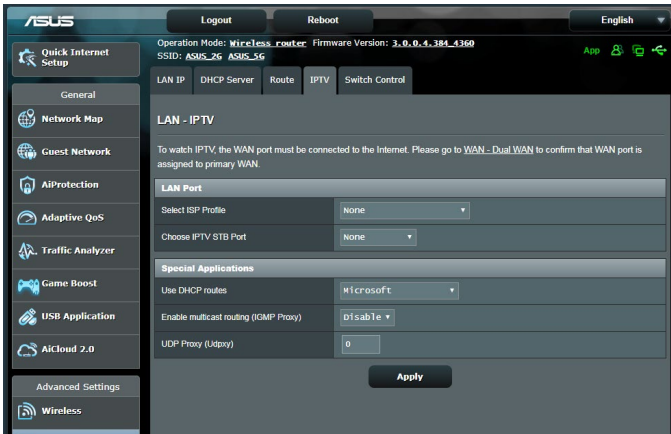 ASUS
Logout
Reboot
English
Quick Internet
Setup
General
Network Map
Guest Network
AiProtection
Adaptive QoS
Traffic Analyzer
Game Boost
USB Application
AiCloud 2.0
Advanced Settings
Wireless
Operation Mode: Wireless router Firmware Version: 3.0.0.4.384_4360
SSID: ASUS_2G ASUS_5G
App
LAN IP DHCP Server Route IPTV Switch Control
LAN - IPTV
To watch IPTV, the WAN port must be connected to the Internet. Please go to WAN - Dual WAN to confirm that WAN port is
assigned to primary WAN.
LAN Port
Select ISP Profile None
Choose IPTV STB Port None
Special Applications
Use DHCP routes Microsoft
Enable multicast routing (IGMP Proxy) Disable
UDP Proxy (Udpxy) 0
Apply